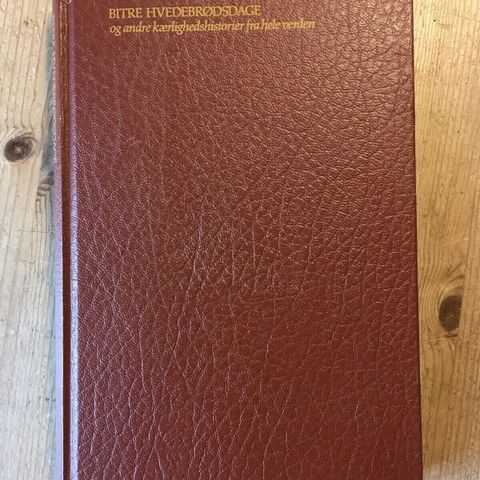 BITRE HVEDEBRØDSDAGE
og andre kærlighedshistorier fra hele verden